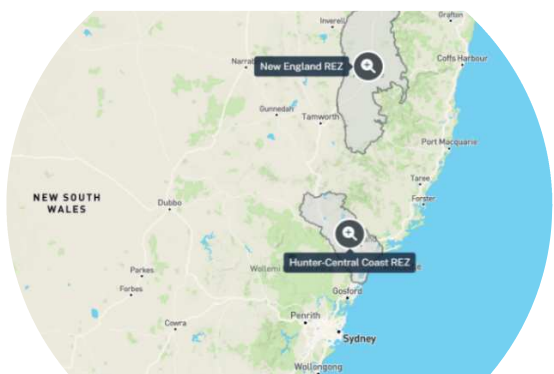 Inverell
Grafton
New England REZ
Coffs Harbour
Gunnedah
Tamworth
Port Macquarie
Taree
Forster
NEW SOUTH
WALES
Dubbo
Hunter-Central Coast REZ
Wollemi
Parkes
Forbes
Gosford
Cowra
Penrith
Sydney
Wollongong